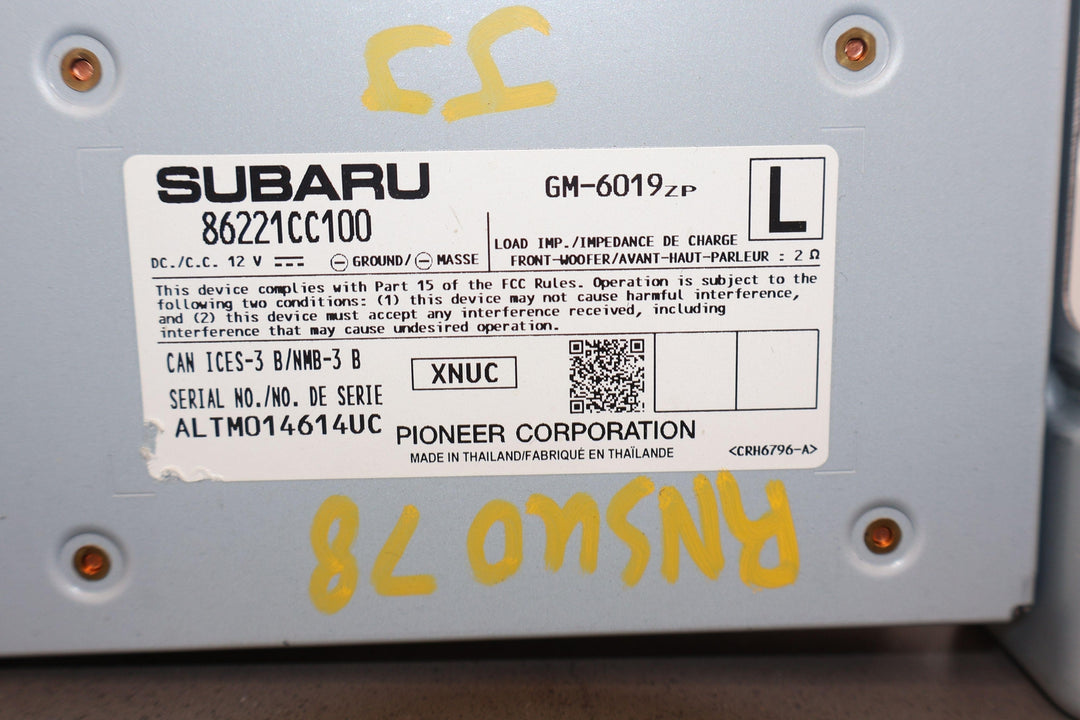 SUBARU
86221CC100
GM-6019ZP
L
DC./C.C. 12 V ⎓ ⊖ GROUND/⊖ MASSE
LOAD IMP./IMPEDANCE DE CHARGE
FRONT-WOOFER/AVANT-HAUT-PARLEUR : 2 Ω
This device complies with Part 15 of the FCC Rules. Operation is subject to the
following two conditions: (1) this device may not cause harmful interference,
and (2) this device must accept any interference received, including
interference that may cause undesired operation.
CAN ICES-3 B/NMB-3 B
XNUC
SERIAL NO./NO. DE SERIE
ALTM014614UC
PIONEER CORPORATION
MADE IN THAILAND/FABRIQUÉ EN THAÏLANDE
<CRH6796-A>
RNSU078